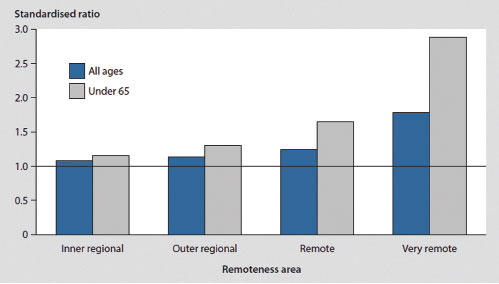 Standardised ratio
3.0
2.5
2.0
1.5
1.0
0.5
0
All ages
Under 65
Inner regional Outer regional Remote Very remote
Remoteness area